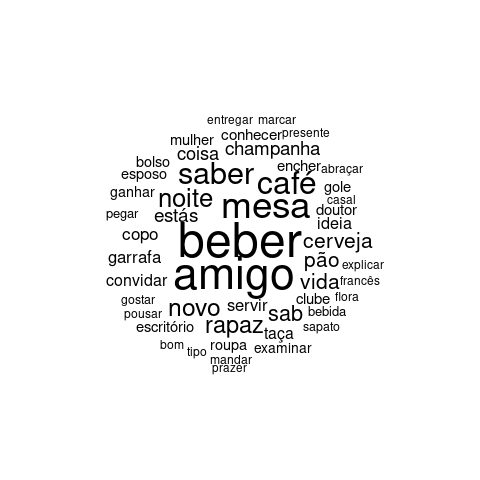 entregar marcar
mulher conhecer presente
bolso coisa champanha
esposo saber encher abraçar
ganhar noite café gole
casal
pegar estás mesa doutor
ideia
copo beber cerveja
garrafa amigo pão explicar
convidar vida francês
gostar novo servir clube flora
pousar sab bebida
escritório rapaz taça sapato
bom tipo roupa examinar
mandar
prazer